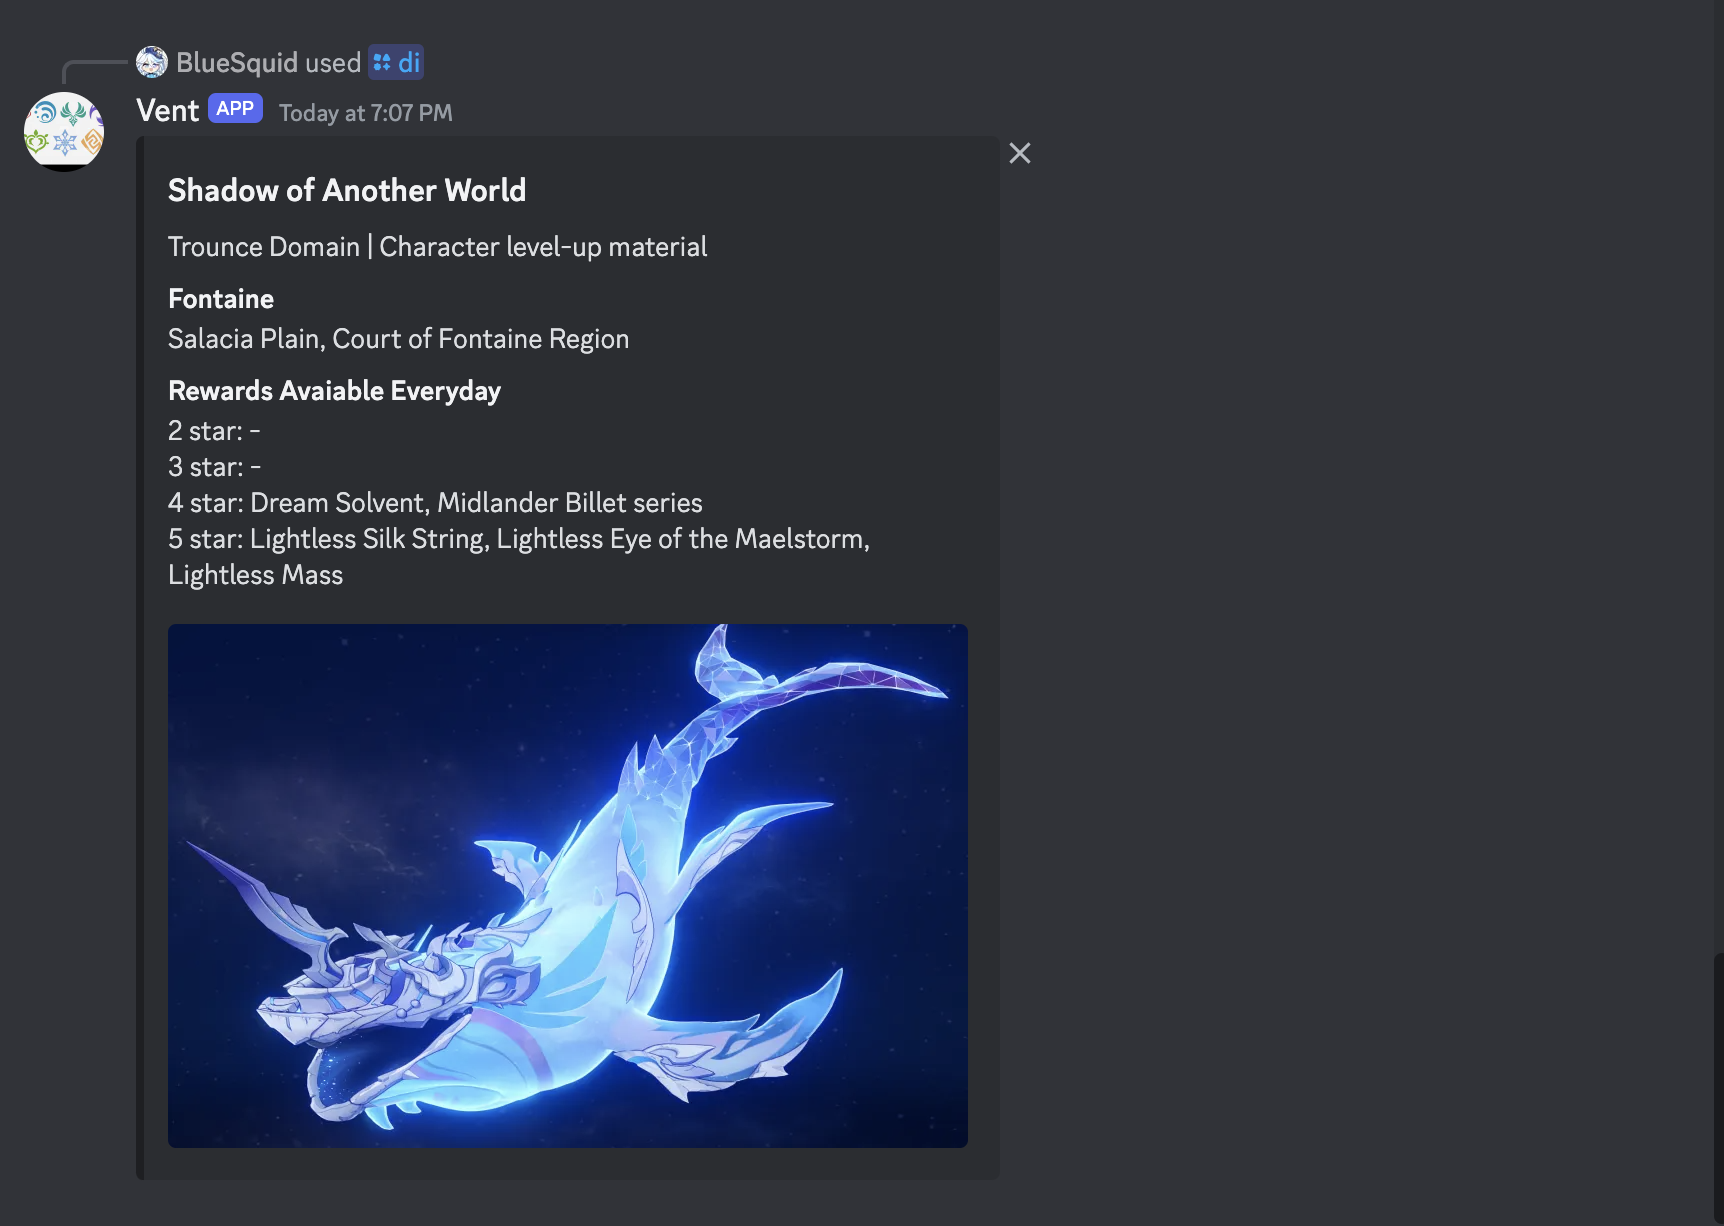 BlueSquid used di
Vent APP Today at 7:07 PM
Shadow of Another World
Trounce Domain | Character level-up material
Fontaine
Salacia Plain, Court of Fontaine Region
Rewards Avaiable Everyday
2 star: -
3 star: -
4 star: Dream Solvent, Midlander Billet series
5 star: Lightless Silk String, Lightless Eye of the Maelstorm,
Lightless Mass